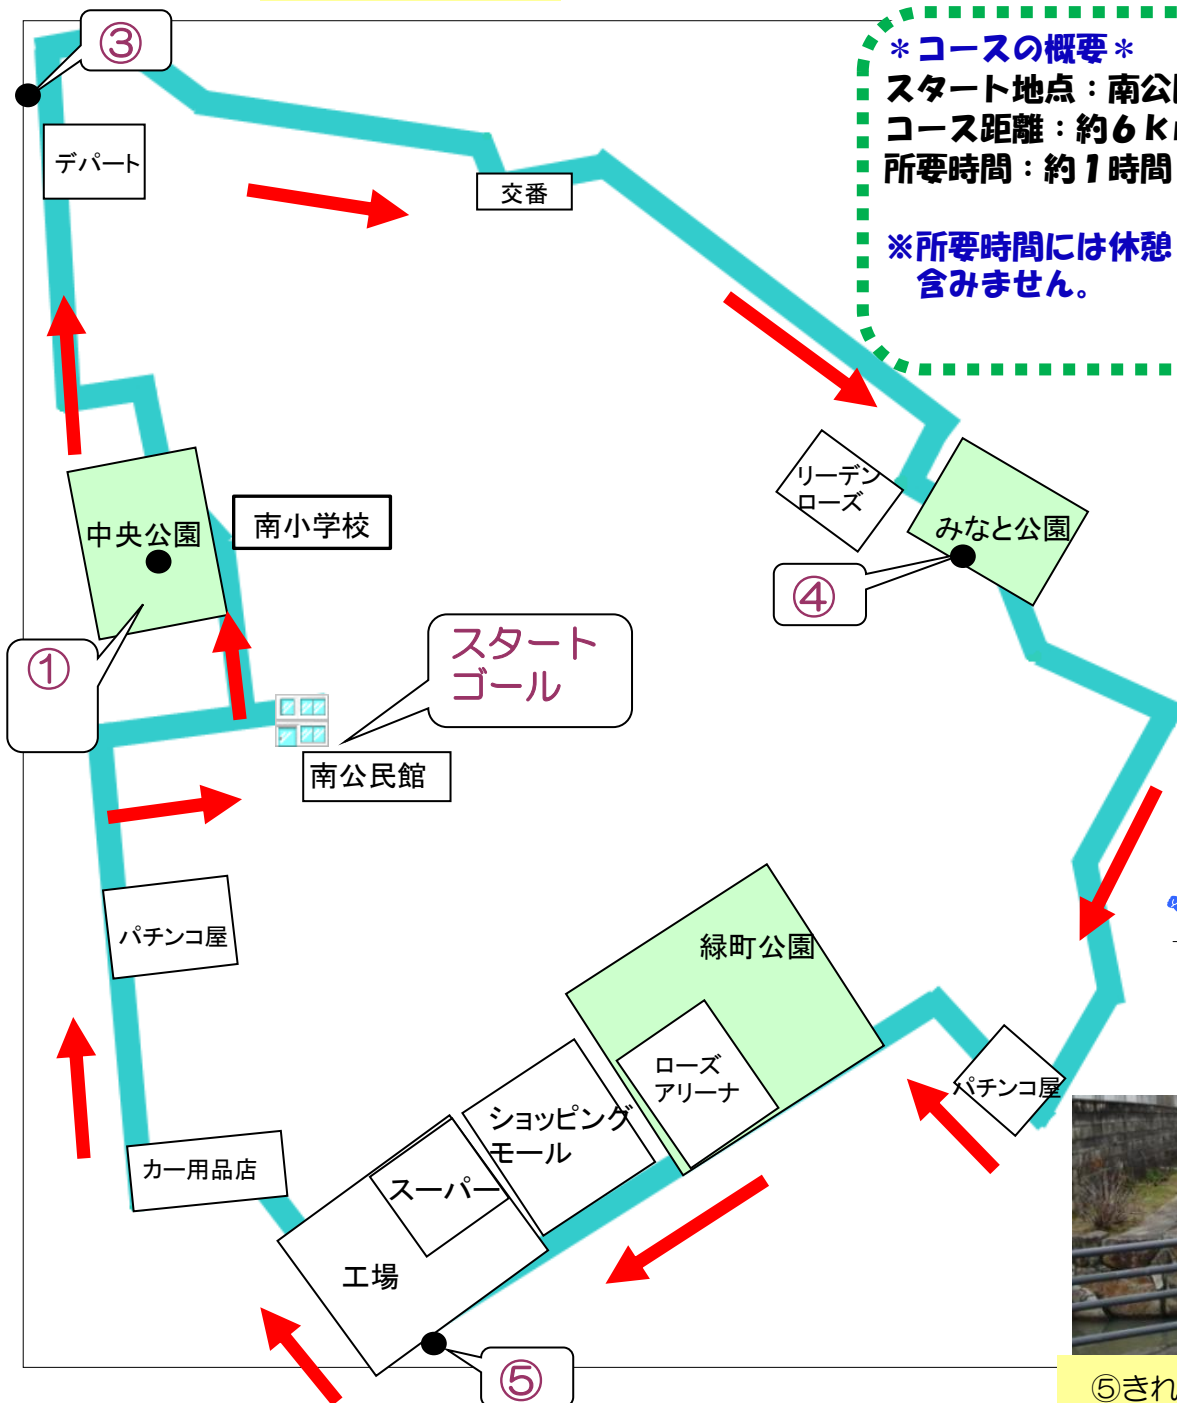 ③
＊コースの概要＊
スタート地点：南公
コース距離：約６ｋ
所要時間：約１時間
※所要時間には休憩
含みません。
デパート
交番
リーデン
ローズ
みなと公園
④
中央公園
南小学校
①
スタート
ゴール
南公民館
パチンコ屋
緑町公園
ローズ
アリーナ
パチンコ屋
ショッピング
モール
スーパー
カー用品店
工場
⑤
⑤きれ